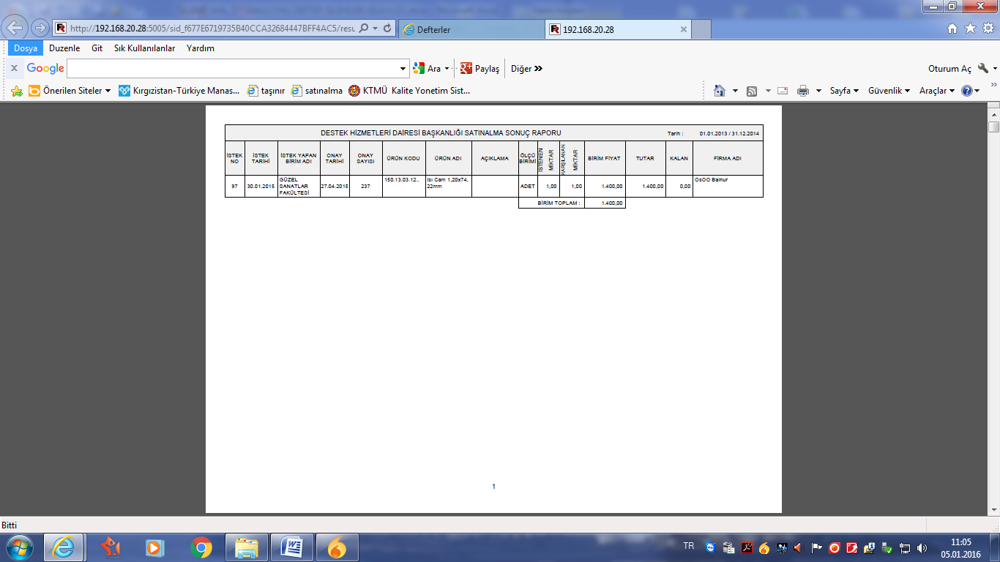 http://192.168.20.28:5005/sid_f677E6719735B40CCA32684447BFF4AC5/resu
Defterler
192.168.20.28
Dosya Duzenle Git Sık Kullanılanlar Yardım
Google Ara Paylaş Diğer Oturum Aç
Önerilen Siteler Kırgızistan-Türkiye Manas... taşınır satınalma KTMÜ Kalite Yonetim Sist... Sayfa Güvenlik Araçlar
DESTEK HİZMETLERİ DAİRESİ BAŞKANLIĞI SATINALMA SONUÇ RAPORU Tarih : 01.01.2013 / 31.12.2014
İSTEK NO
İSTEK TARİHİ
İSTEK YAPAN BİRİM ADI
ONAY TARİHİ
ONAY SAYISI
ÜRÜN KODU
ÜRÜN ADI
AÇIKLAMA
ÖLÇÜ BİRİMİ
İSTENEN MİKTAR
KARŞILANAN MİKTAR
BİRİM FİYAT
TUTAR
KALAN
FİRMA ADI
97
30.01.2015
GÜZEL
SANATLAR
FAKÜLTESİ
27.04.2015
237
150.13.03.12..
Isı Cam 1,20x74,
22mm
ADET
1,00
1,00
1.400,00
1.400,00
0,00
OsOO Bainur
BİRİM TOPLAM : 1.400,00
1
Bitti
TR
11:05
05.01.2016